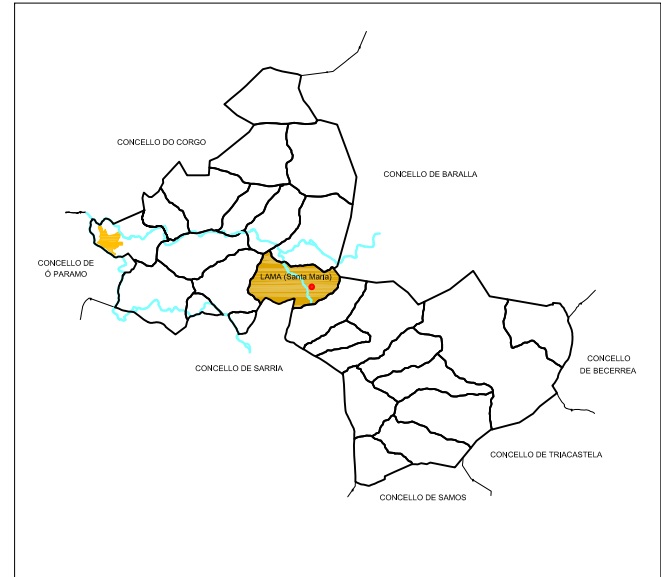 CONCELLO DO CORGO
CONCELLO DE BARALLA
CONCELLO DE
Ó PARAMO
LAMA (Santa María)
CONCELLO DE SARRIA
CONCELLO
DE BECERREA
CONCELLO DE TRIACASTELA
CONCELLO DE SAMOS